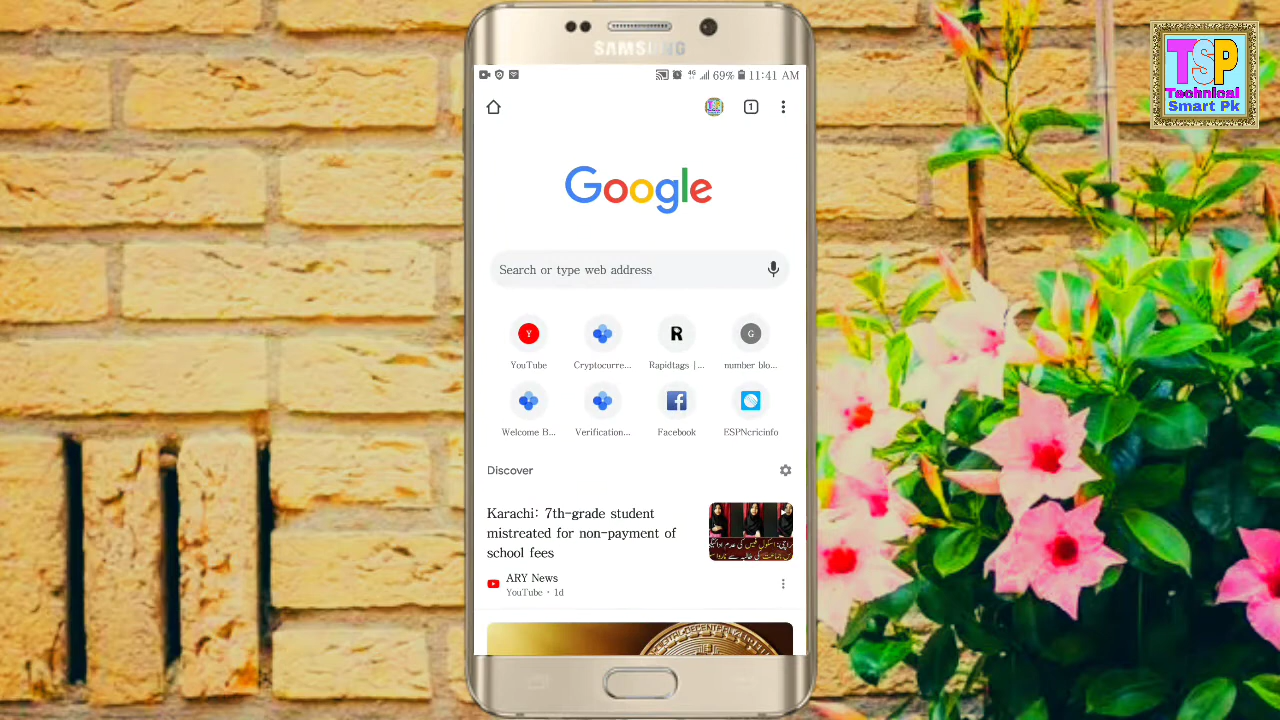 SAMSUNG
4G 69% 11:41 AM
1
TSP
Technical
Smart Pk
Google
Search or type web address
Y
R
G
YouTube
Cryptocurre...
Rapidtags |...
number blo...
Welcome B...
Verification...
Facebook
ESPNcricinfo
Discover
Karachi: 7th-grade student
mistreated for non-payment of
school fees
ARY News
YouTube • 1d